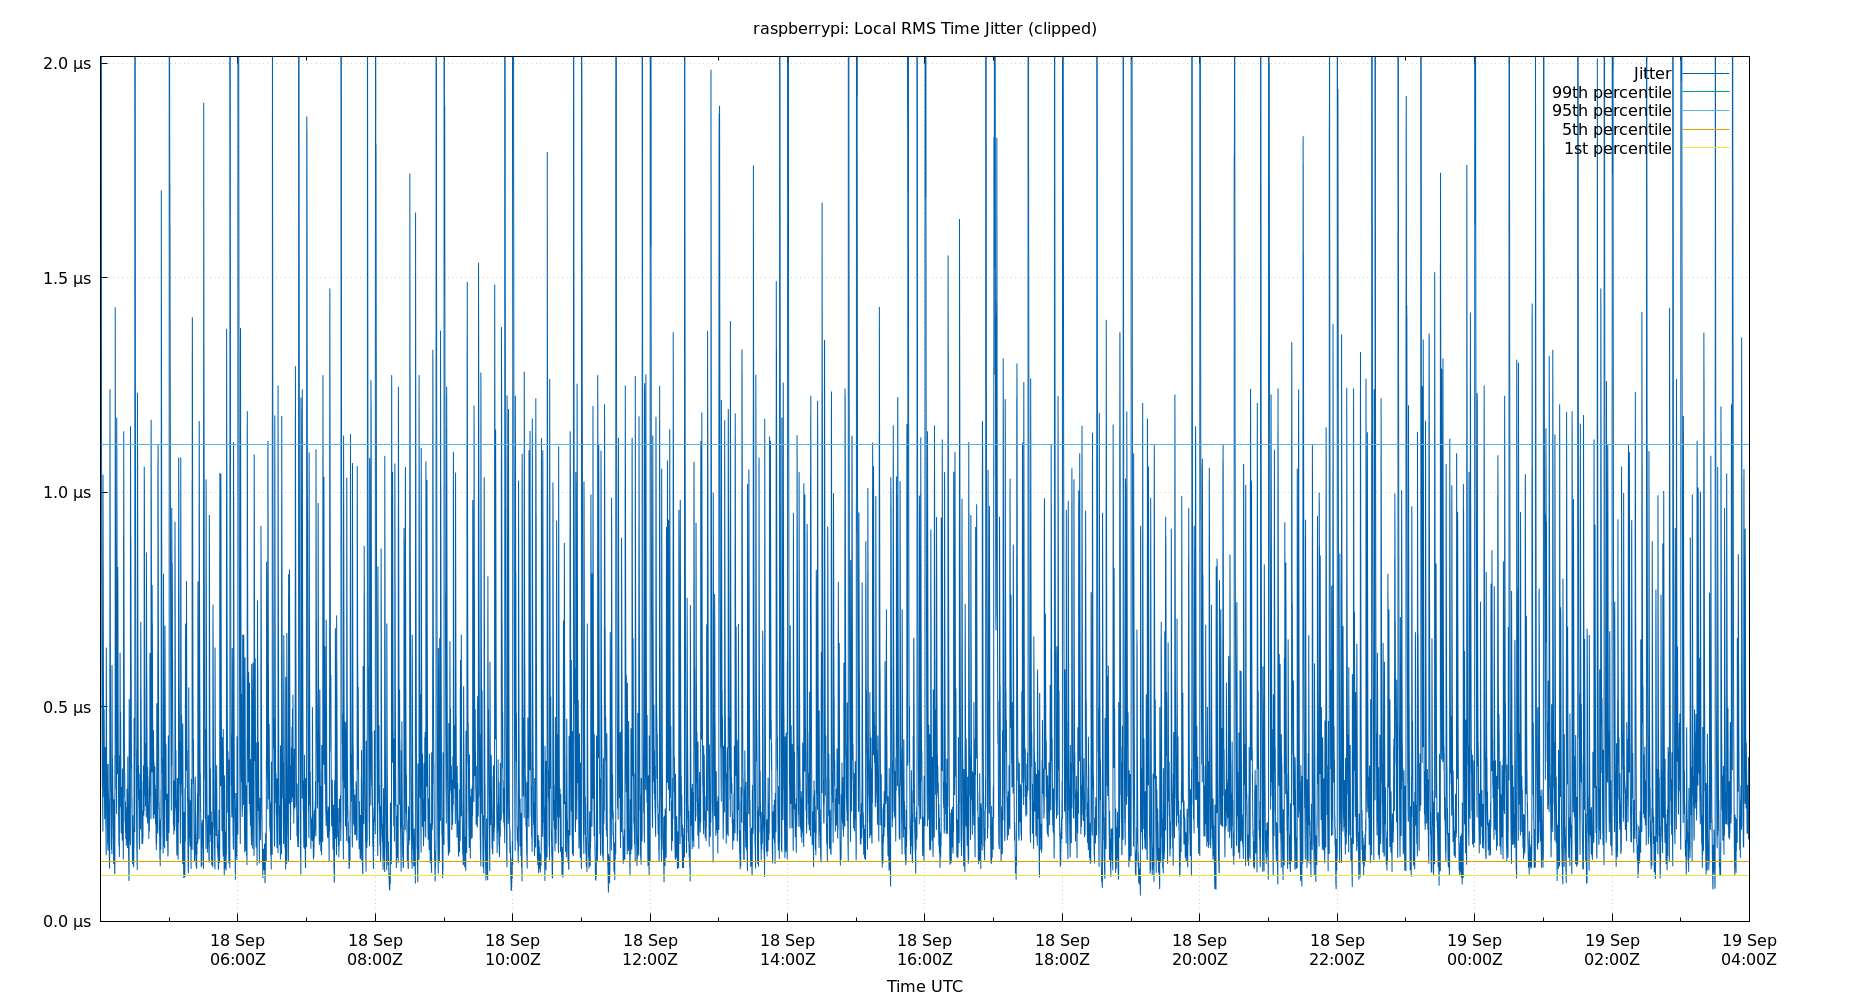 raspberrypi: Local RMS Time Jitter (clipped)
2.0 µs
1.5 µs
1.0 µs
0.5 µs
0.0 µs
Jitter
99th percentile
95th percentile
5th percentile
1st percentile
18 Sep 18 Sep 18 Sep 18 Sep 18 Sep 18 Sep 18 Sep 18 Sep 18 Sep 19 Sep 19 Sep 19 Sep
06:00Z 08:00Z 10:00Z 12:00Z 14:00Z 16:00Z 18:00Z 20:00Z 22:00Z 00:00Z 02:00Z 04:00Z
Time UTC